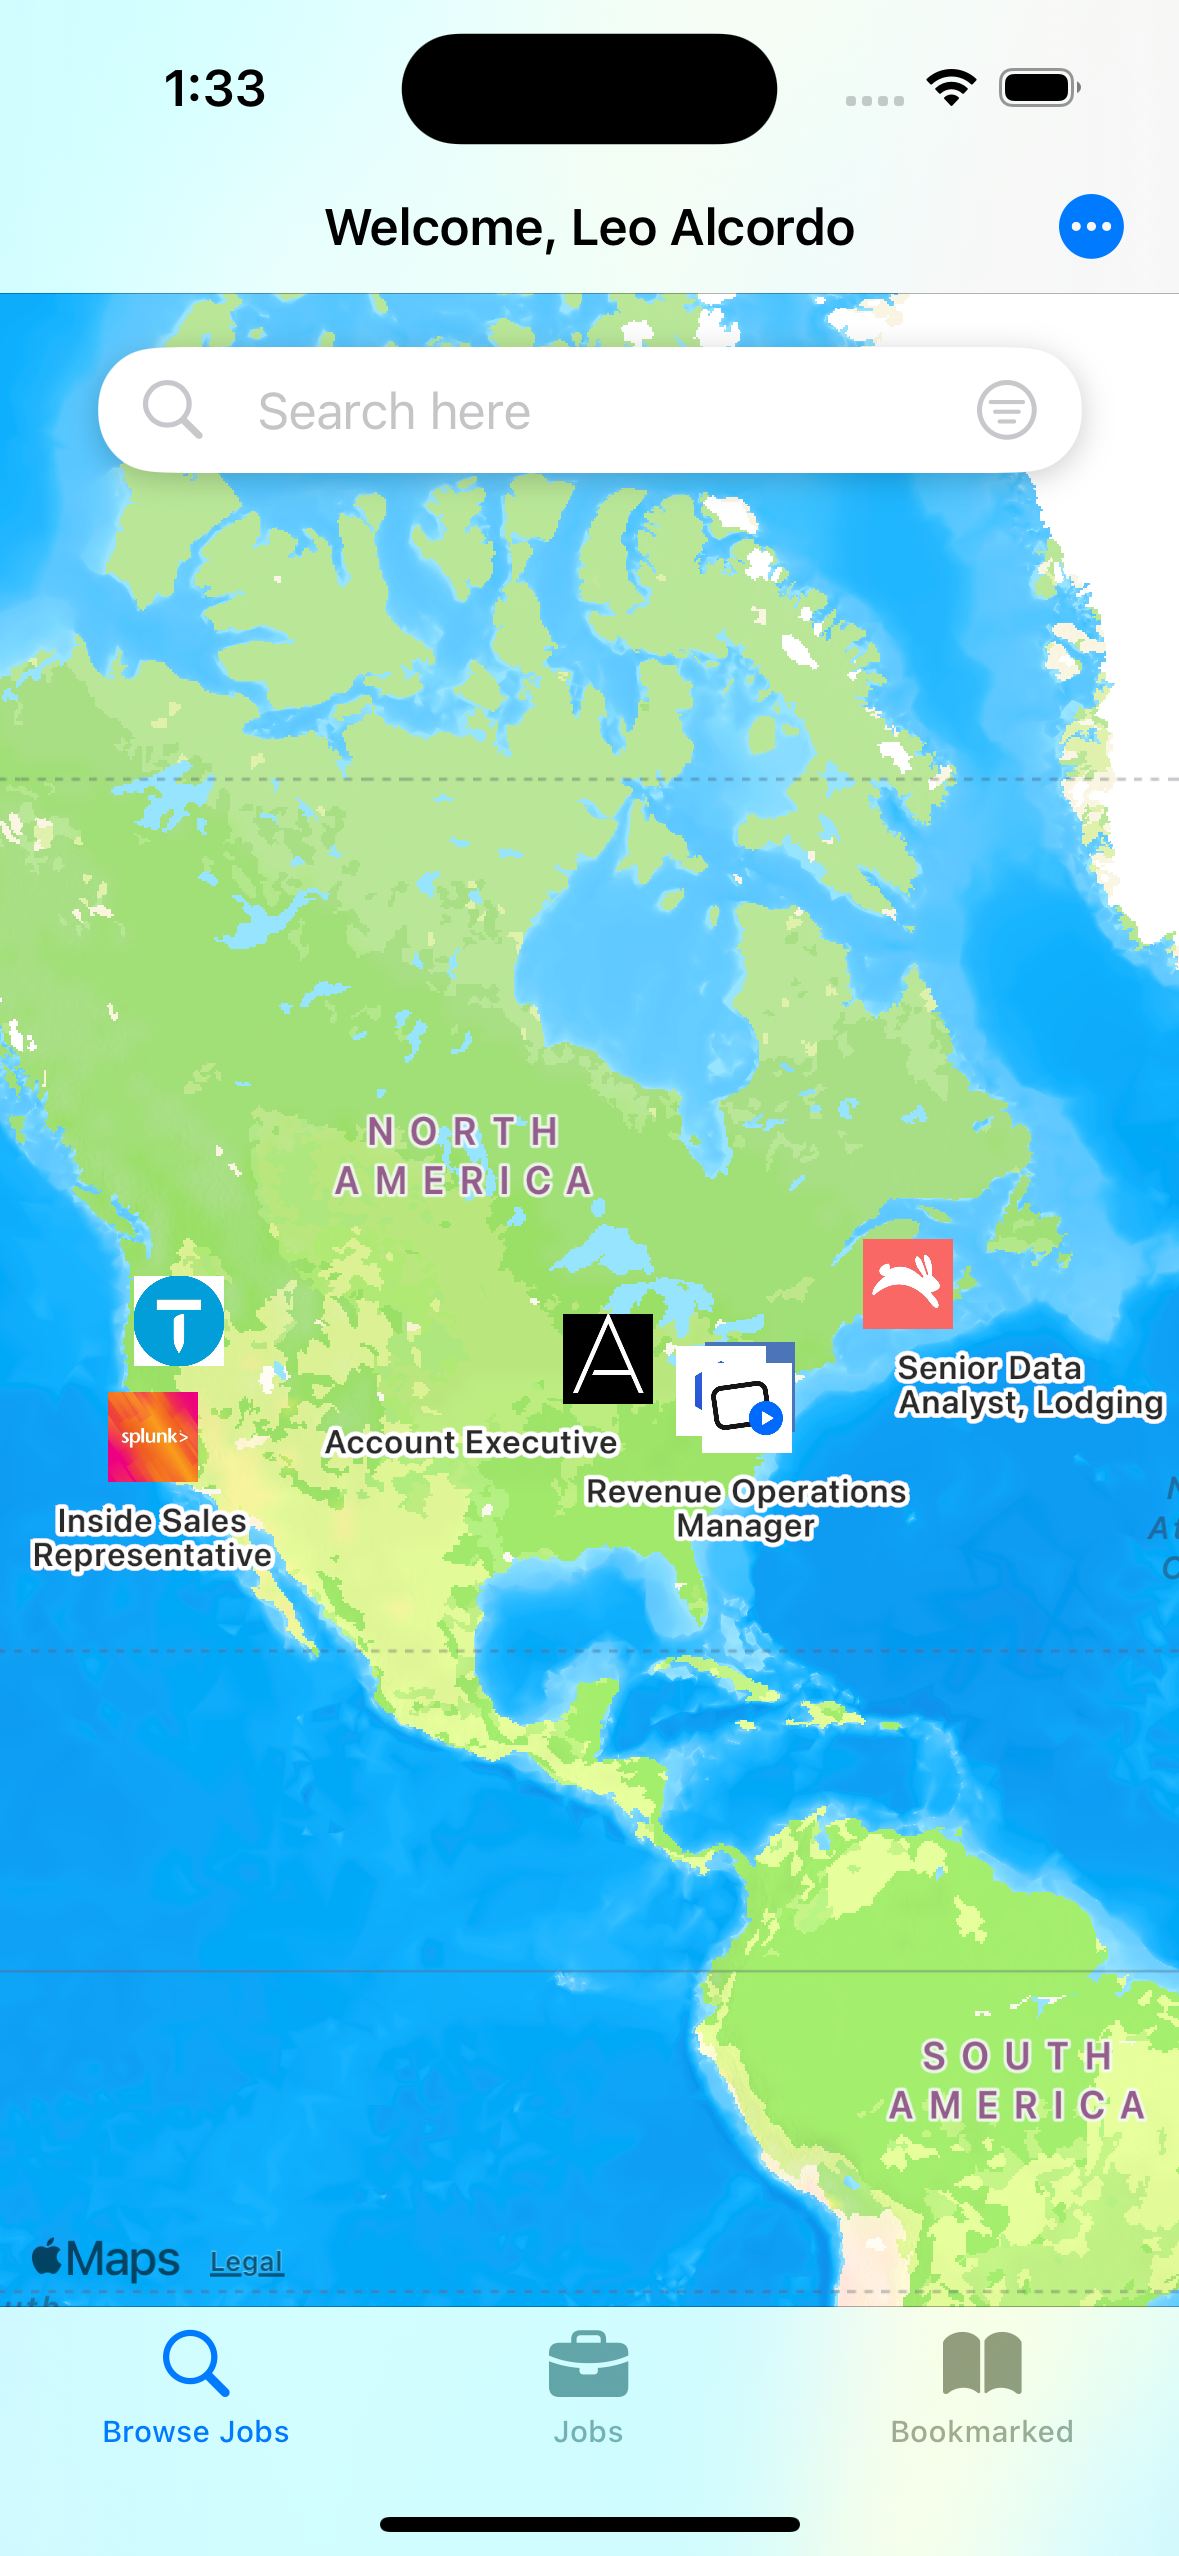 1:33
Welcome, Leo Alcordo
Search here
NORTH
AMERICA
splunk>
Senior Data
Analyst, Lodging
Account Executive
Revenue Operations
Manager
Inside Sales
Representative
SOUTH
AMERICA
Maps
Legal
Browse Jobs
Jobs
Bookmarked